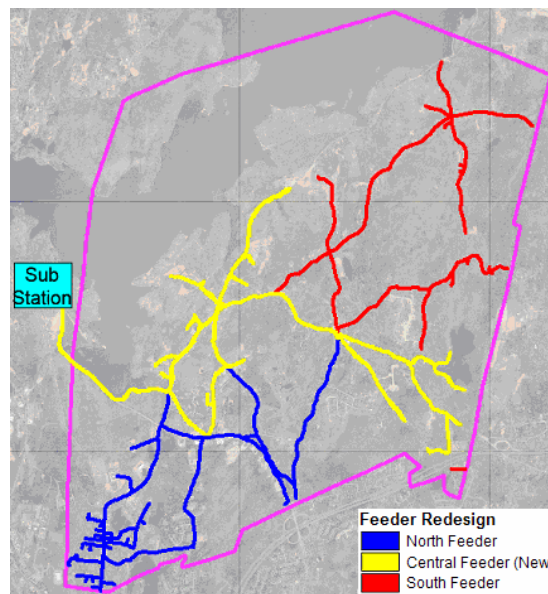 Sub
Station
Feeder Redesign
North Feeder
Central Feeder (New
South Feeder